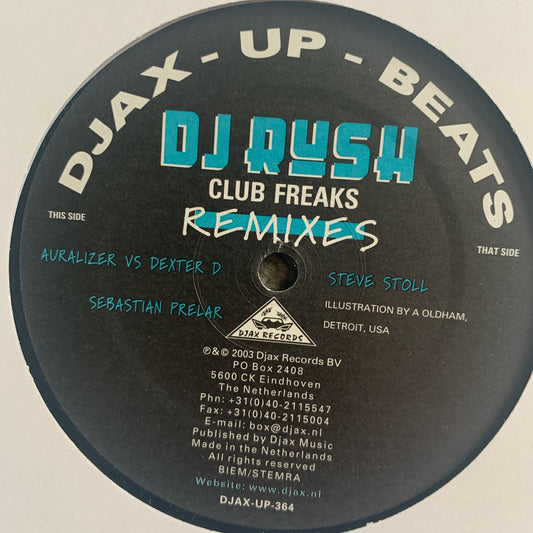 DJAX - UP - BEATS
DJ RUSH
CLUB FREAKS
REMIXES
THIS SIDE
THAT SIDE
AURALIZER VS DEXTER D
SEBASTIAN PRELAR
STEVE STOLL
ILLUSTRATION BY A OLDHAM,
DETROIT, USA
DJAX RECORDS
℗&© 2003 Djax Records BV
PO Box 2408
5600 CK Eindhoven
The Netherlands
Phn: +31(0)40-2115547
Fax: +31(0)40-2115004
E-mail: box@djax.nl
Published by Djax Music
Made in the Netherlands
All rights reserved
BIEM/STEMRA
Website: www.djax.nl
DJAX-UP-364